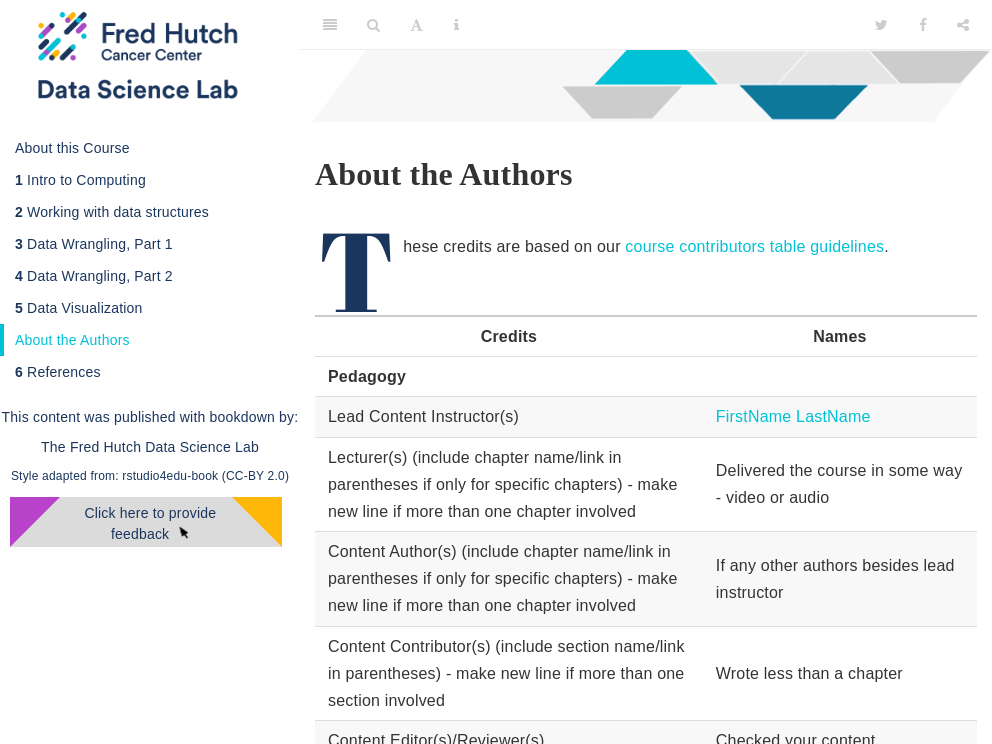 Fred Hutch
Cancer Center
Data Science Lab
About this Course
1 Intro to Computing
2 Working with data structures
3 Data Wrangling, Part 1
4 Data Wrangling, Part 2
5 Data Visualization
About the Authors
6 References
This content was published with bookdown by:
The Fred Hutch Data Science Lab
Style adapted from: rstudio4edu-book (CC-BY 2.0)
Click here to provide
feedback
About the Authors
These credits are based on our course contributors table guidelines.
Credits Names
Pedagogy
Lead Content Instructor(s) FirstName LastName
Lecturer(s) (include chapter name/link in
parentheses if only for specific chapters) - make
new line if more than one chapter involved
Delivered the course in some way
- video or audio
Content Author(s) (include chapter name/link in
parentheses if only for specific chapters) - make
new line if more than one chapter involved
If any other authors besides lead
instructor
Content Contributor(s) (include section name/link
in parentheses) - make new line if more than one
section involved
Wrote less than a chapter
Content Editor(s)/Reviewer(s) Checked your content